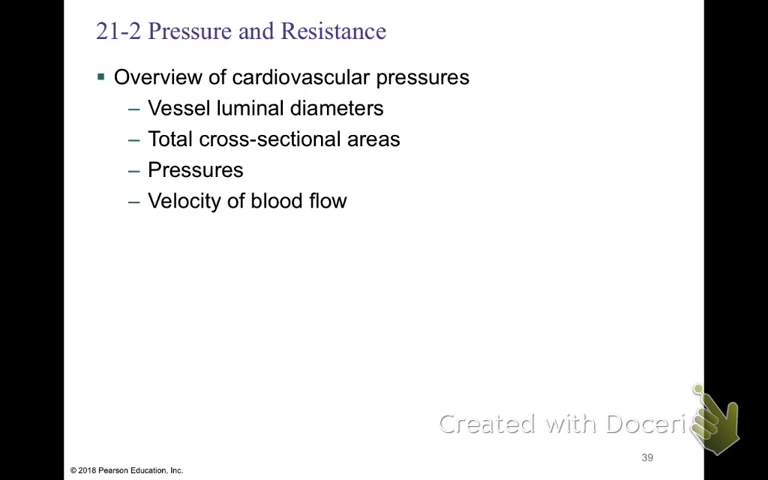 21-2 Pressure and Resistance
▪ Overview of cardiovascular pressures
– Vessel luminal diameters
– Total cross-sectional areas
– Pressures
– Velocity of blood flow
Created with Doceri
39
© 2018 Pearson Education, Inc.